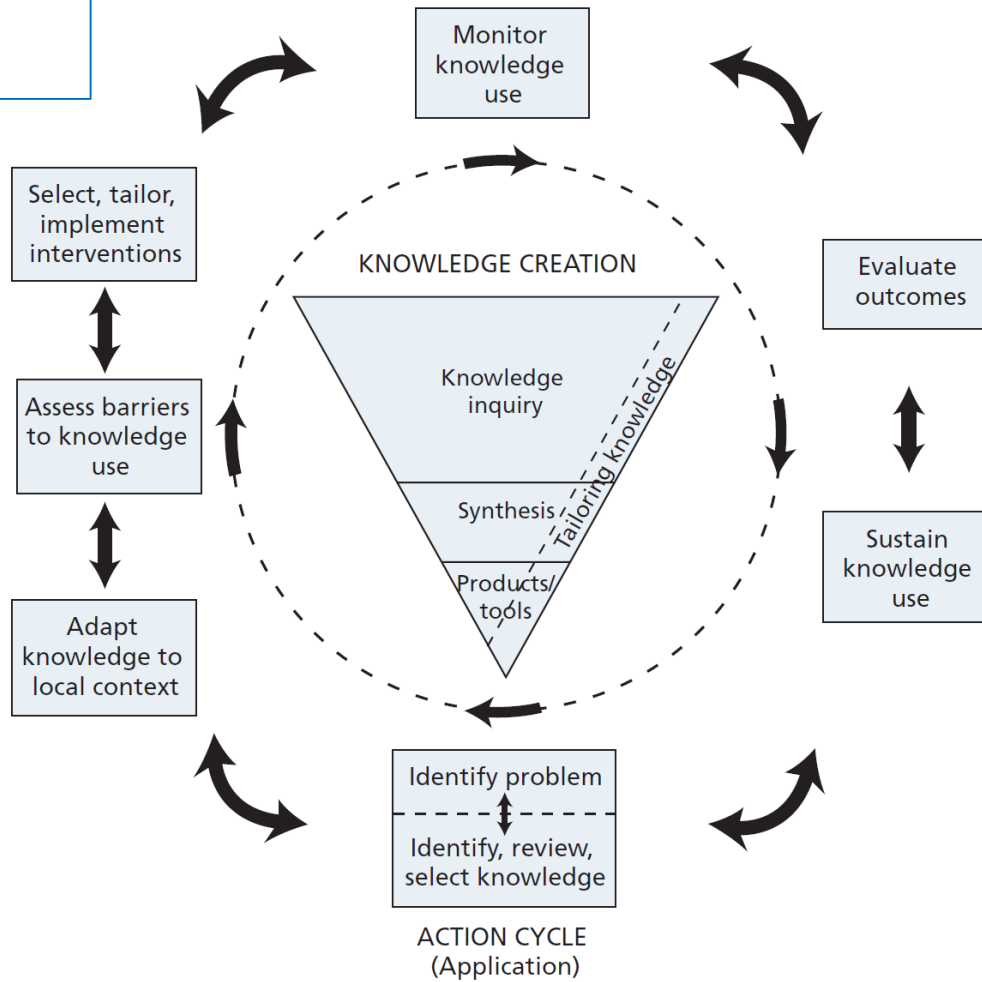 Monitor
knowledge
use
Select, tailor,
implement
interventions
KNOWLEDGE CREATION
Evaluate
outcomes
Knowledge
inquiry
Tailoring knowledge
Assess barriers
to knowledge
use
Synthesis
Sustain
knowledge
use
Products/
tools
Adapt
knowledge to
local context
Identify problem
Identify, review,
select knowledge
ACTION CYCLE
(Application)